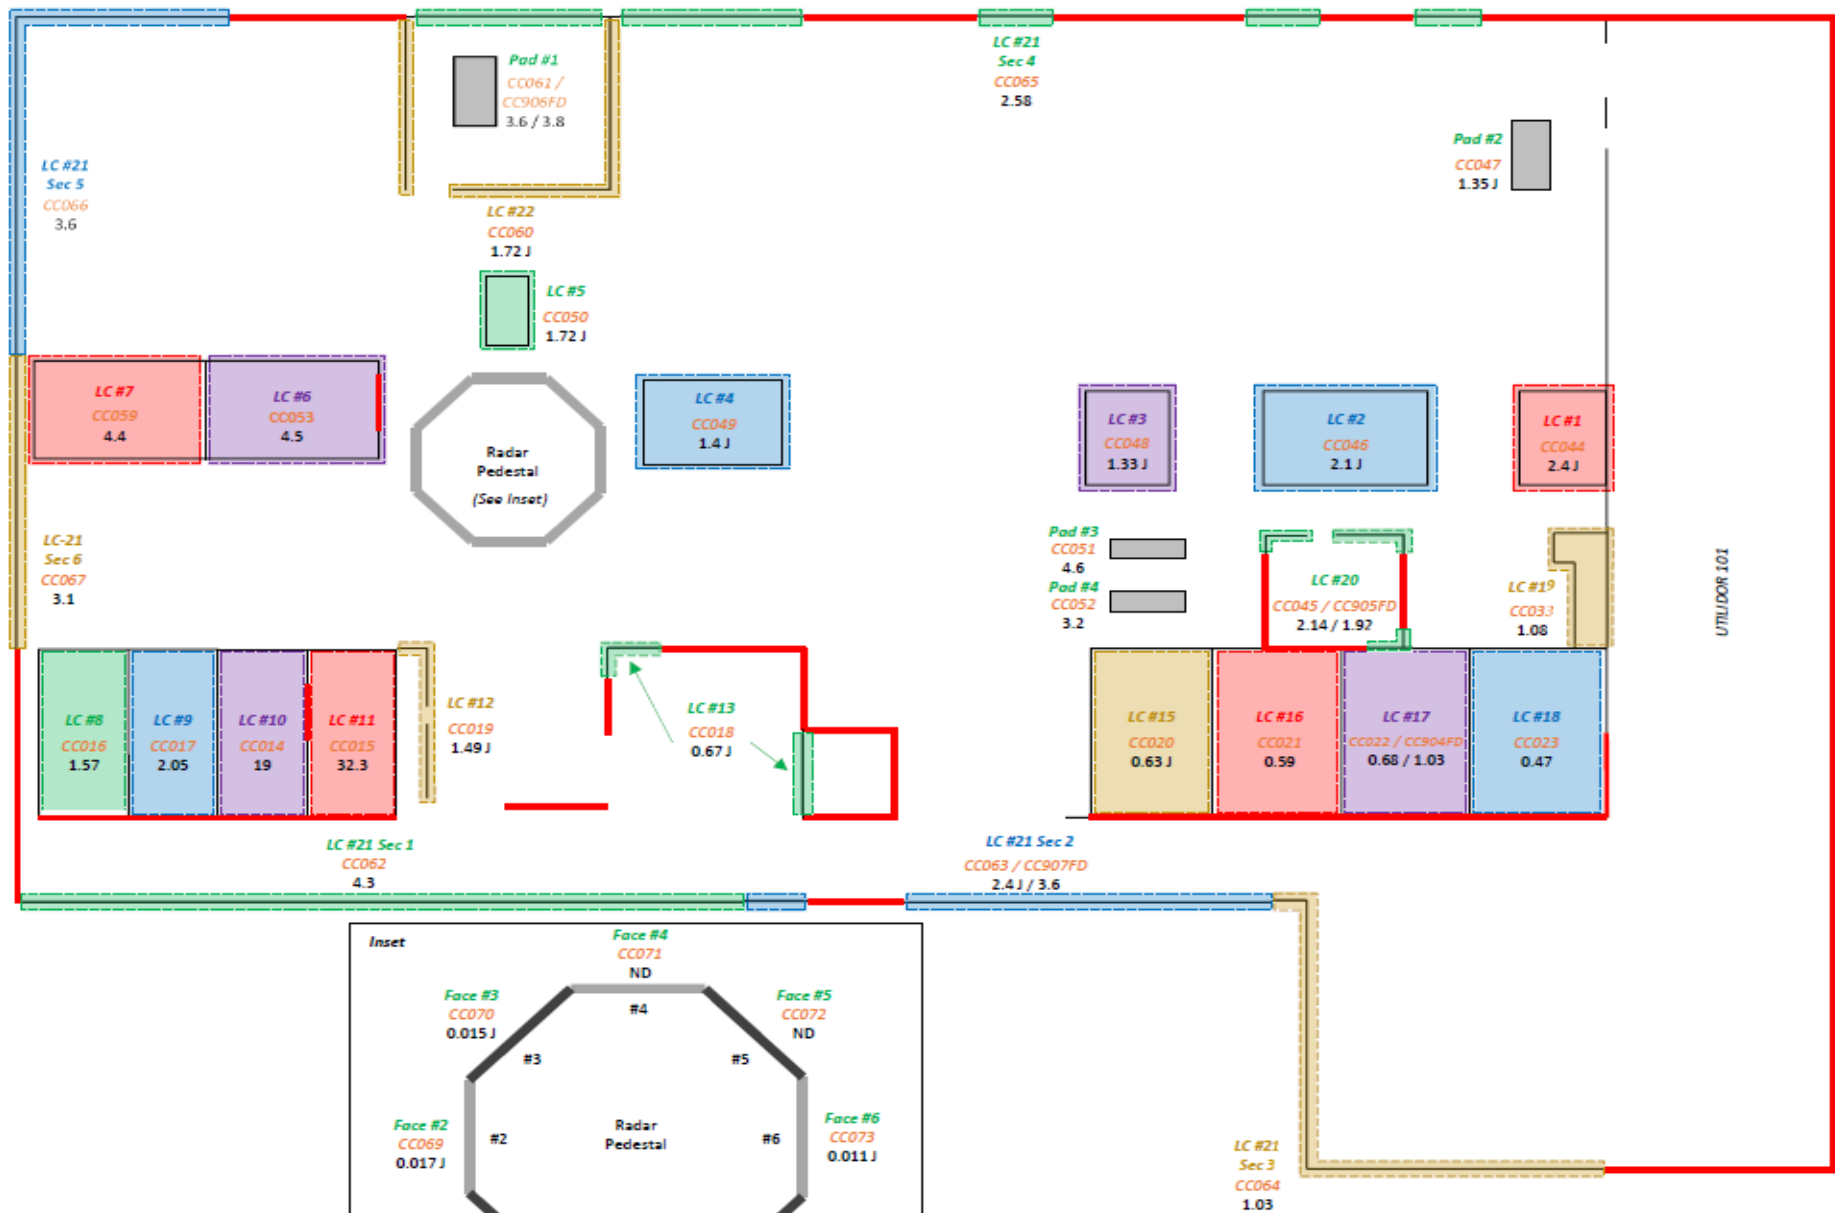 LC #21
Sec 4
CC065
2.58
Pad #1
CC061 /
CC906FD
3.6 / 3.8
Pad #2
CC047
1.35 J
LC #21
Sec 5
CC066
3.6
LC #22
CC060
1.72 J
LC #5
CC050
1.72 J
LC #7
CC059
4.4
LC #6
CC053
4.5
Radar
Pedestal
(See Inset)
LC #4
CC049
1.4 J
LC #3
CC048
1.33 J
LC #2
CC046
2.1 J
LC #1
CC044
2.4 J
LC-21
Sec 6
CC067
3.1
Pad #3
CC051
4.6
Pad #4
CC052
3.2
LC #20
CC045 / CC905FD
2.14 / 1.92
LC #19
CC033
1.08
UTILIDOR 101
LC #8
CC016
1.57
LC #9
CC017
2.05
LC #10
CC014
19
LC #11
CC015
32.3
LC #12
CC019
1.49 J
LC #13
CC018
0.67 J
LC #15
CC020
0.63 J
LC #16
CC021
0.59
LC #17
CC022 / CC904FD
0.68 / 1.03
LC #18
CC023
0.47
LC #21 Sec 1
CC062
4.3
LC #21 Sec 2
CC063 / CC907FD
2.4 J / 3.6
Inset
Face #4
CC071
ND
#4
Face #3
CC070
0.015 J
#3
Face #5
CC072
ND
#5
Face #2
CC069
0.017 J
#2
Radar
Pedestal
#6
Face #6
CC073
0.011 J
LC #21
Sec 3
CC064
1.03